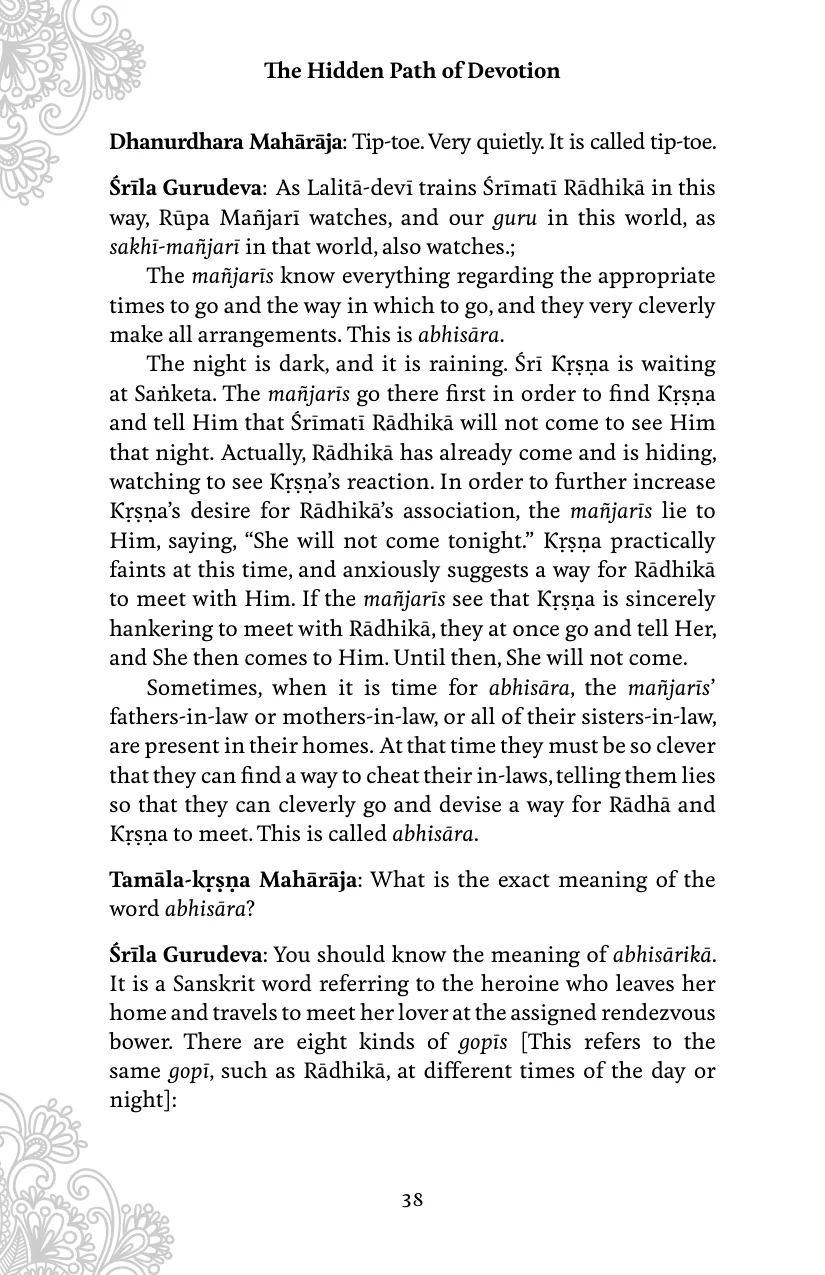 The Hidden Path of Devotion
Dhanurdhara Mahārāja: Tip-toe. Very quietly. It is called tip-toe.
Śrīla Gurudeva: As Lalitā-devī trains Śrīmatī Rādhikā in this
way, Rūpa Mañjarī watches, and our guru in this world, as
sakhī-mañjarī in that world, also watches.;
The mañjarīs know everything regarding the appropriate
times to go and the way in which to go, and they very cleverly
make all arrangements. This is abhisāra.
The night is dark, and it is raining. Śrī Kṛṣṇa is waiting
at Saṅketa. The mañjarīs go there first in order to find Kṛṣṇa
and tell Him that Śrīmatī Rādhikā will not come to see Him
that night. Actually, Rādhikā has already come and is hiding,
watching to see Kṛṣṇa’s reaction. In order to further increase
Kṛṣṇa’s desire for Rādhikā’s association, the mañjarīs lie to
Him, saying, “She will not come tonight.” Kṛṣṇa practically
faints at this time, and anxiously suggests a way for Rādhikā
to meet with Him. If the mañjarīs see that Kṛṣṇa is sincerely
hankering to meet with Rādhikā, they at once go and tell Her,
and She then comes to Him. Until then, She will not come.
Sometimes, when it is time for abhisāra, the mañjarīs’
fathers-in-law or mothers-in-law, or all of their sisters-in-law,
are present in their homes. At that time they must be so clever
that they can find a way to cheat their in-laws, telling them lies
so that they can cleverly go and devise a way for Rādhā and
Kṛṣṇa to meet. This is called abhisāra.
Tamāla-kṛṣṇa Mahārāja: What is the exact meaning of the
word abhisāra?
Śrīla Gurudeva: You should know the meaning of abhisārikā.
It is a Sanskrit word referring to the heroine who leaves her
home and travels to meet her lover at the assigned rendezvous
bower. There are eight kinds of gopīs [This refers to the
same gopī, such as Rādhikā, at different times of the day or
night]:
38